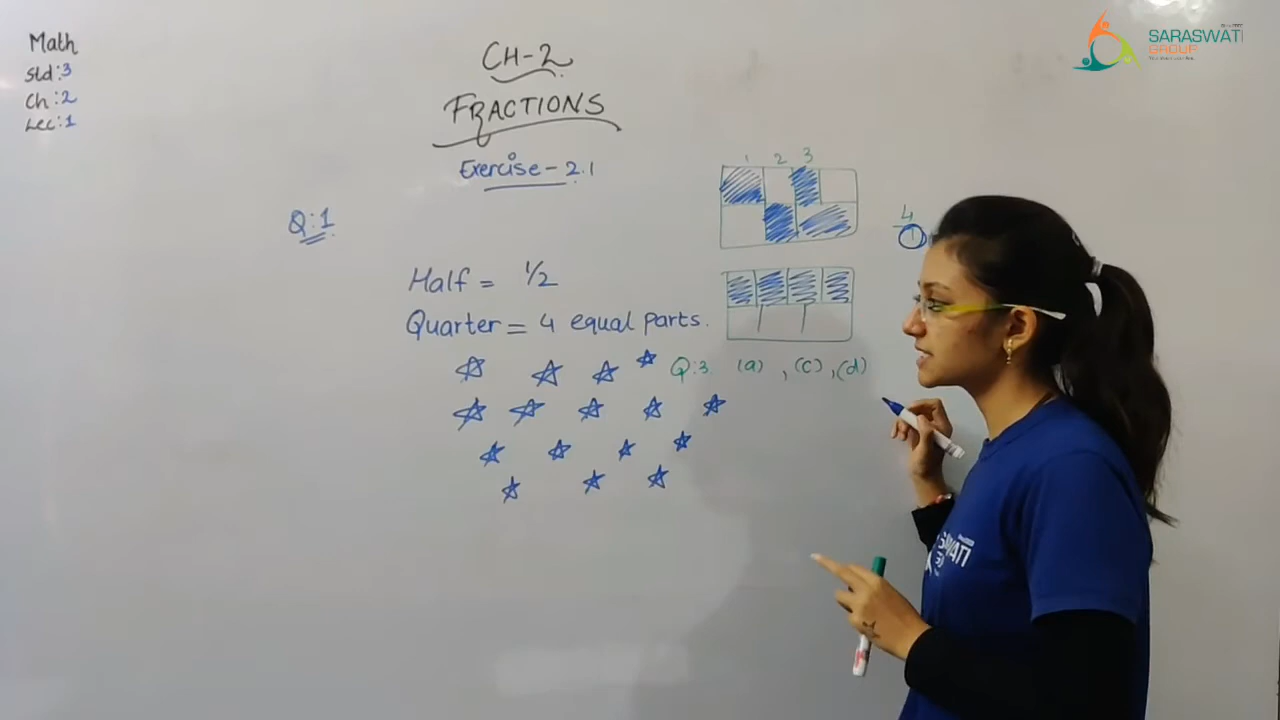 Math
Std:3
Ch:2
Lec:1
CH-2
FRACTIONS
Exercise-2.1
Q:1
Half = 1/2
Quarter = 4 equal parts.
1 2 3
4
Q:3 (a), (c), (d)
SARASWATI
GROUP